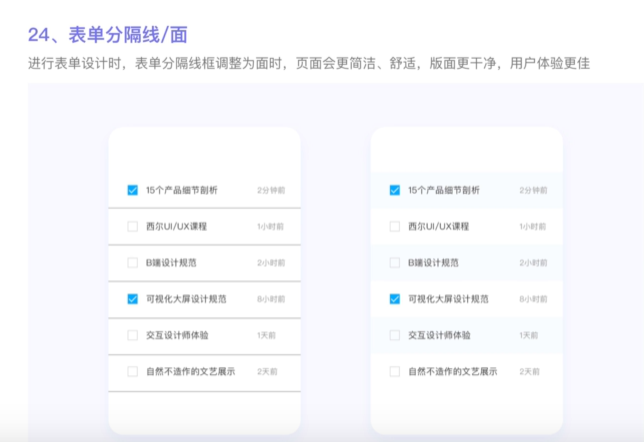 24、表单分隔线/面
进行表单设计时，表单分隔线框调整为面时，页面会更简洁、舒适，版面更干净，用户体验更佳
15个产品细节剖析 2分钟前
西尔UI/UX课程 1小时前
B端设计规范 2小时前
可视化大屏设计规范 8小时前
交互设计师体验 1天前
自然不造作的文艺展示 2天前
15个产品细节剖析 2分钟前
西尔UI/UX课程 1小时前
B端设计规范 2小时前
可视化大屏设计规范 8小时前
交互设计师体验 1天前
自然不造作的文艺展示 2天前